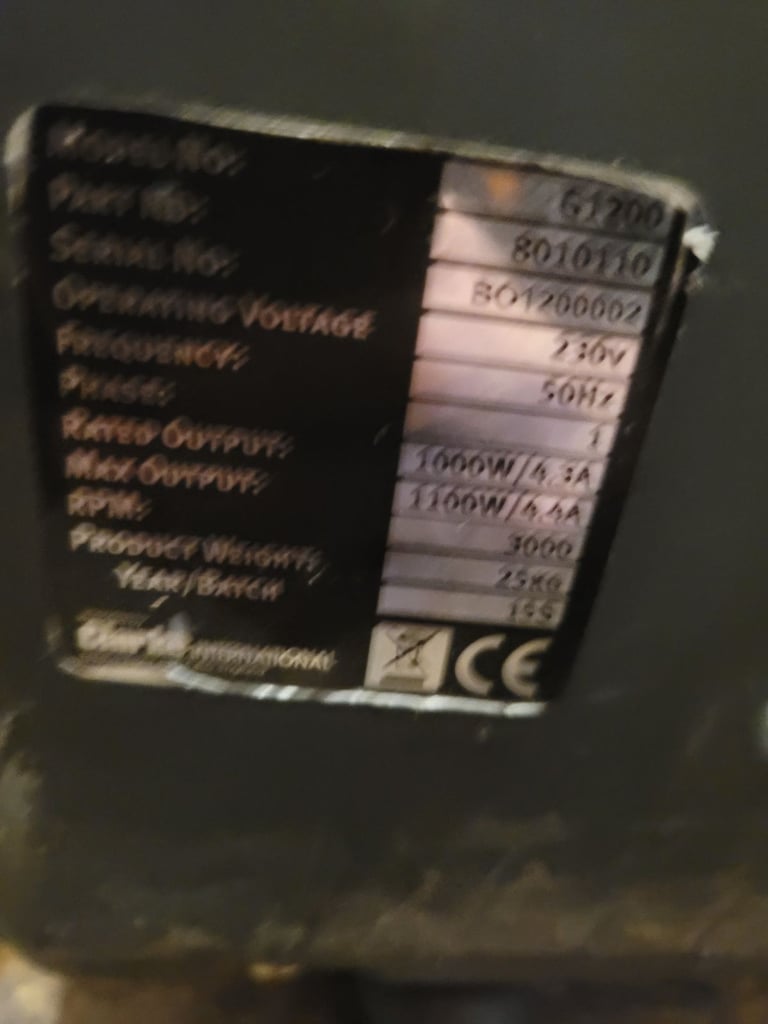 Model No: G1200
Part No: 8010110
Serial No: BO1200002
Operating Voltage 230V
Frequency: 50Hz
Phase: 1
Rated Output: 1000W/4.3A
Max Output: 1100W/4.4A
RPM: 3000
Product Weight: 25KG
Year/Batch
Clarke INTERNATIONAL
CE